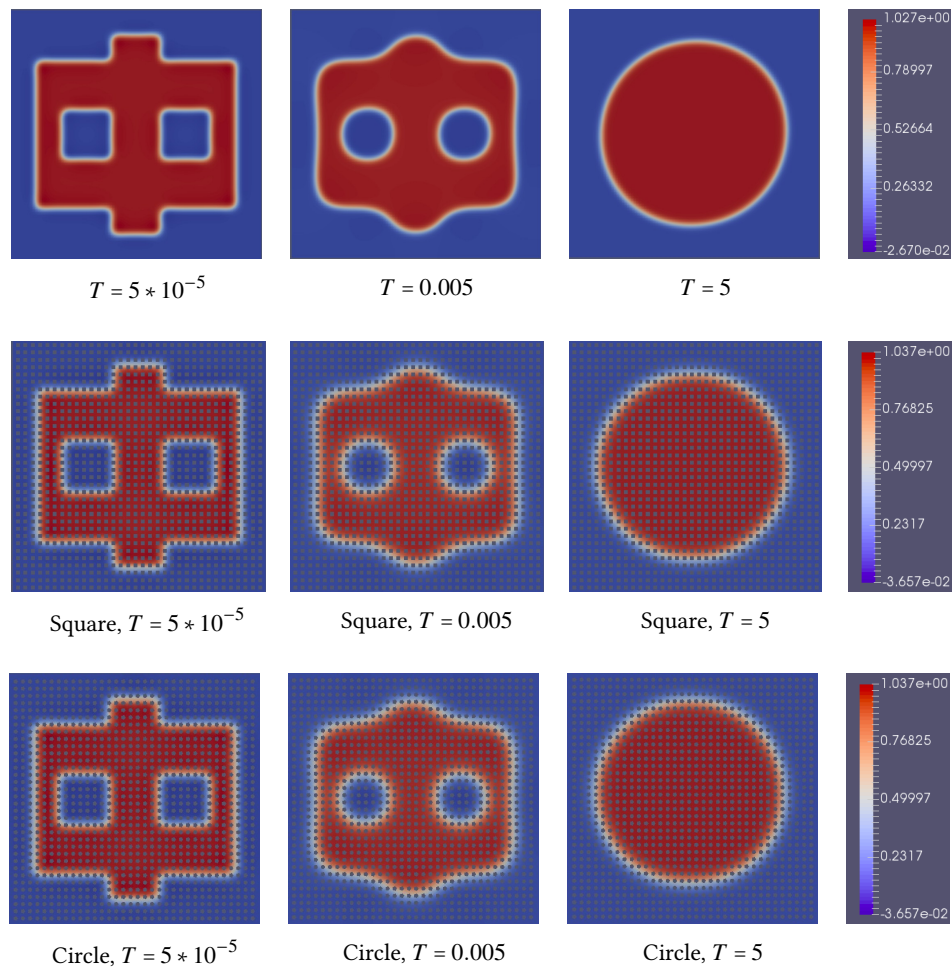 1.027e+00
0.78997
0.52664
0.26332
-2.670e-02
T = 5 ∗ 10⁻⁵
T = 0.005
T = 5
1.037e+00
0.76825
0.49997
0.2317
-3.657e-02
Square, T = 5 ∗ 10⁻⁵
Square, T = 0.005
Square, T = 5
1.037e+00
0.76825
0.49997
0.2317
-3.657e-02
Circle, T = 5 ∗ 10⁻⁵
Circle, T = 0.005
Circle, T = 5